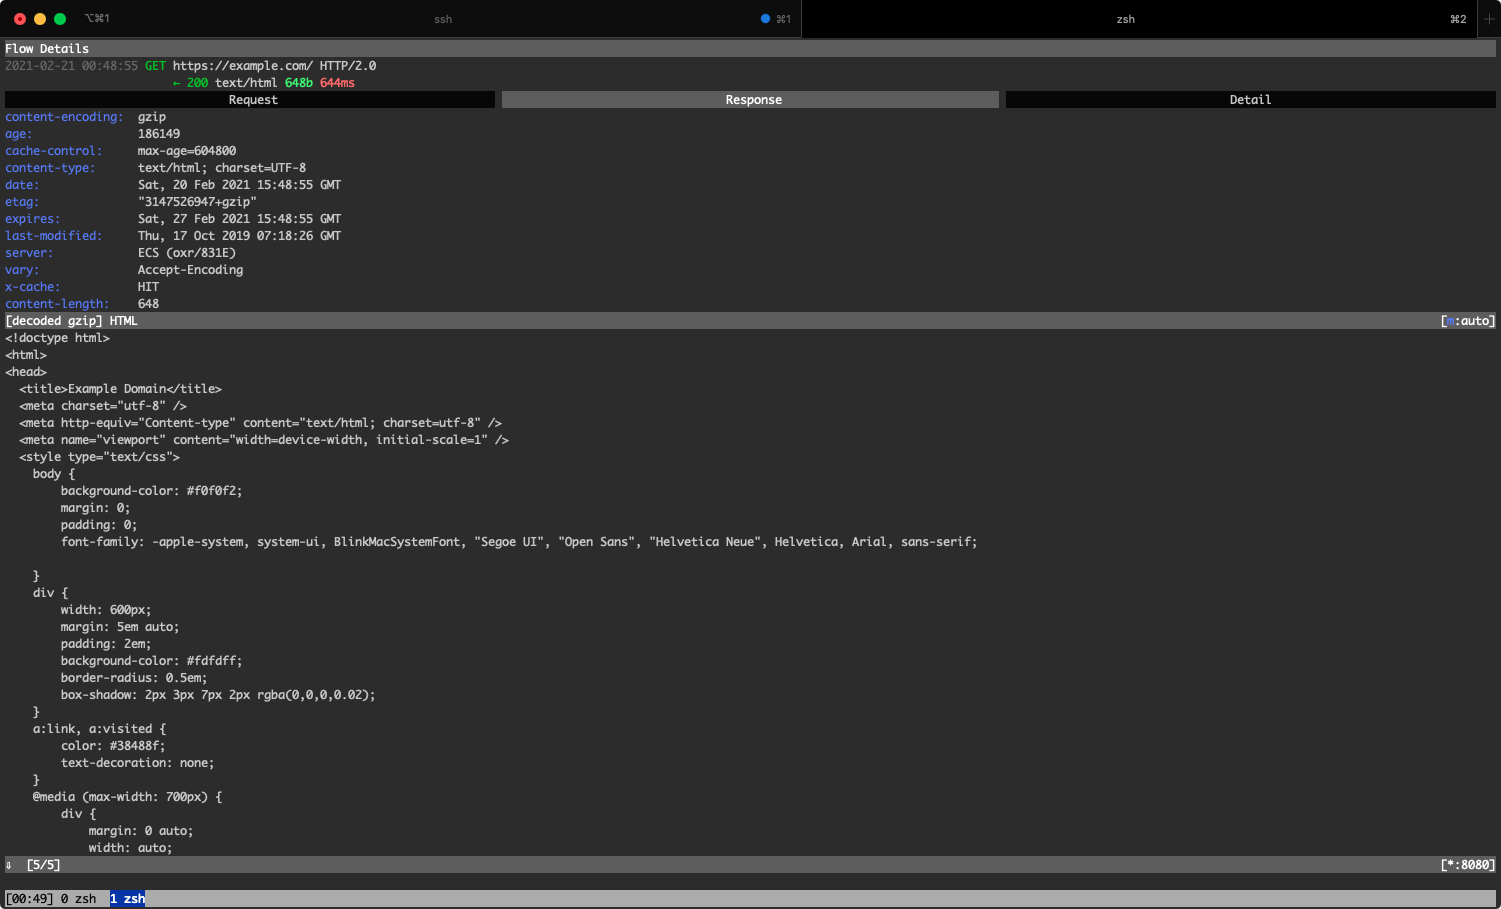 ⌥⌘1 ssh ⌘1 zsh ⌘2 +
Flow Details
2021-02-21 00:48:55 GET https://example.com/ HTTP/2.0
← 200 text/html 648b 644ms
Request Response Detail
content-encoding: gzip
age: 186149
cache-control: max-age=604800
content-type: text/html; charset=UTF-8
date: Sat, 20 Feb 2021 15:48:55 GMT
etag: "3147526947+gzip"
expires: Sat, 27 Feb 2021 15:48:55 GMT
last-modified: Thu, 17 Oct 2019 07:18:26 GMT
server: ECS (oxr/831E)
vary: Accept-Encoding
x-cache: HIT
content-length: 648
[decoded gzip] HTML [m:auto]
<!doctype html>
<html>
<head>
  <title>Example Domain</title>
  <meta charset="utf-8" />
  <meta http-equiv="Content-type" content="text/html; charset=utf-8" />
  <meta name="viewport" content="width=device-width, initial-scale=1" />
  <style type="text/css">
    body {
        background-color: #f0f0f2;
        margin: 0;
        padding: 0;
        font-family: -apple-system, system-ui, BlinkMacSystemFont, "Segoe UI", "Open Sans", "Helvetica Neue", Helvetica, Arial, sans-serif;
    }
    div {
        width: 600px;
        margin: 5em auto;
        padding: 2em;
        background-color: #fdfdff;
        border-radius: 0.5em;
        box-shadow: 2px 3px 7px 2px rgba(0,0,0,0.02);
    }
    a:link, a:visited {
        color: #38488f;
        text-decoration: none;
    }
    @media (max-width: 700px) {
        div {
            margin: 0 auto;
            width: auto;
⇩ [5/5] [*:8080]
[00:49] 0 zsh 1 zsh